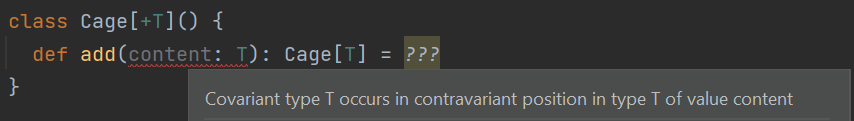 class Cage[+T]() {
  def add(content: T): Cage[T] = ???
}
Covariant type T occurs in contravariant position in type T of value content